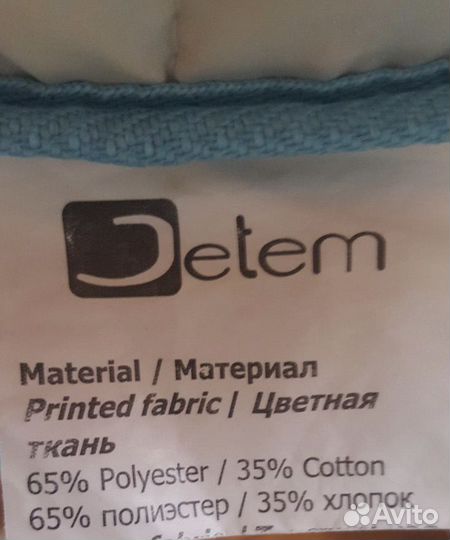 Jetem
Material / Материал
Printed fabric / Цветная
ткань
65% Polyester / 35% Cotton
65% полиэстер / 35% хлопок
Avito